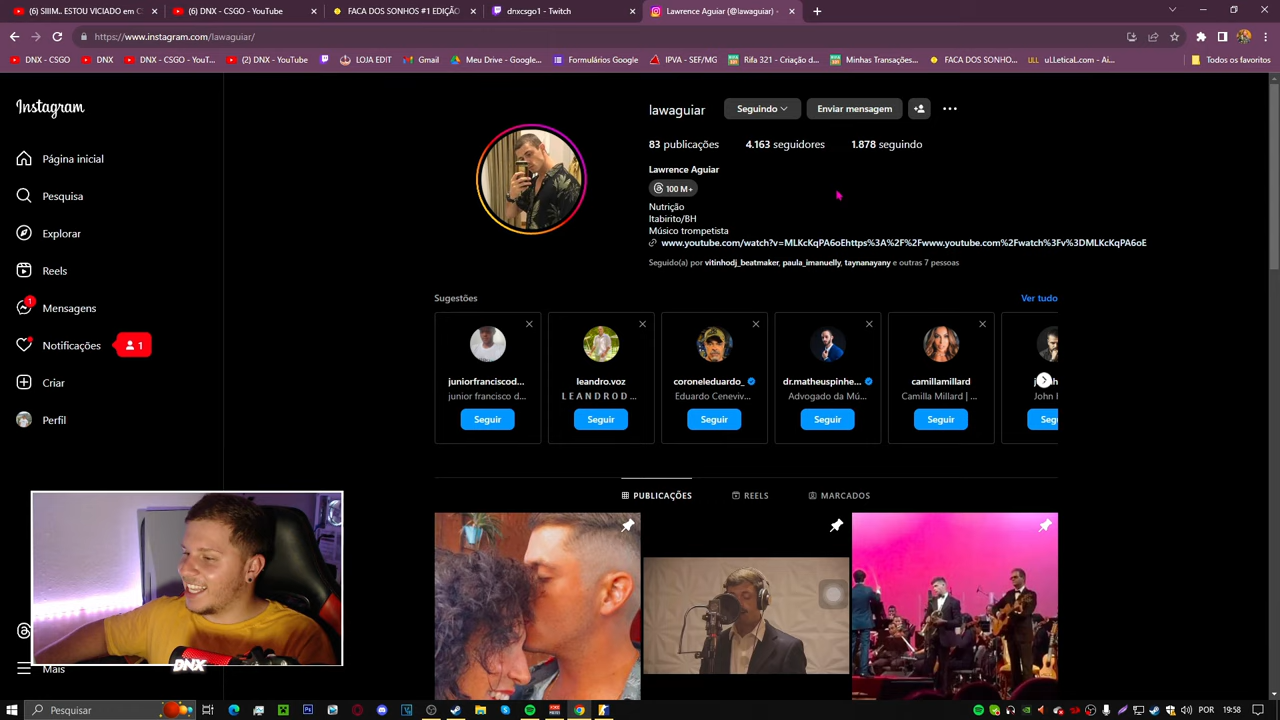 (6) SIIIM.. ESTOU VICIADO em C
(6) DNX - CSGO - YouTube
FACA DOS SONHOS #1 EDIÇÃO
dnxcsgo1 - Twitch
Lawrence Aguiar (@lawaguiar) •
https://www.instagram.com/lawaguiar/
DNX - CSGO
DNX
DNX - CSGO - YouT...
(2) DNX - YouTube
LOJA EDIT
Gmail
Meu Drive - Google...
Formulários Google
IPVA - SEF/MG
Rifa 321 - Criação d...
Minhas Transações...
FACA DOS SONHO...
uLLeticaL.com - Ai...
Todos os favoritos
Instagram
lawaguiar
Seguindo
Enviar mensagem
83 publicações
4.163 seguidores
1.878 seguindo
Lawrence Aguiar
100 M+
Nutrição
Itabirito/BH
Músico trompetista
www.youtube.com/watch?v=MLKcKqPA6oEhttps%3A%2F%2Fwww.youtube.com%2Fwatch%3Fv%3DMLKcKqPA6oE
Seguido(a) por vitinhodj_beatmaker, paula_imanuelly, taynanayany e outras 7 pessoas
Página inicial
Pesquisa
Explorar
Reels
1
Mensagens
Notificações
1
Criar
Perfil
Mais
Sugestões
Ver tudo
juniorfranciscod...
junior francisco d...
Seguir
leandro.voz
L E A N D R O D ...
Seguir
coroneleduardo_
Eduardo Ceneviv...
Seguir
dr.matheuspinhe...
Advogado da Mú...
Seguir
camillamillard
Camilla Millard | ...
Seguir
John
Segu
PUBLICAÇÕES
REELS
MARCADOS
DNX
Pesquisar
POR
19:58